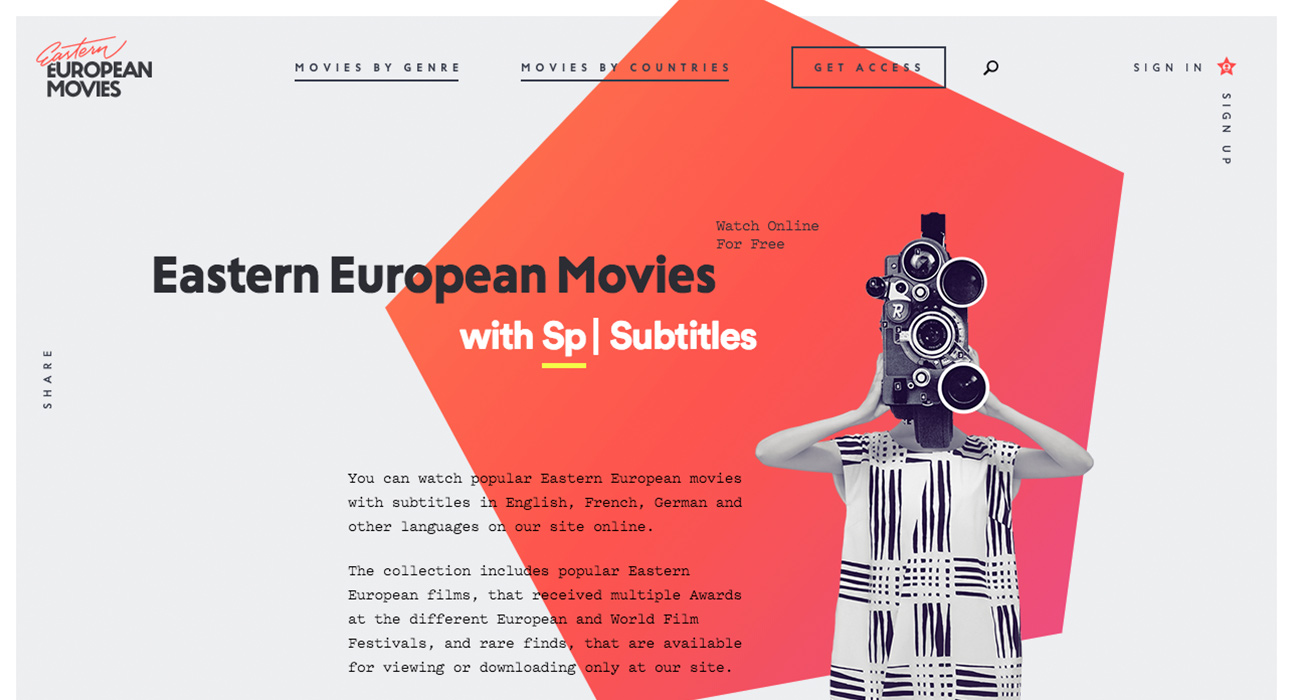 Eastern
EUROPEAN
MOVIES
MOVIES BY GENRE
MOVIES BY COUNTRIES
GET ACCESS
SIGN IN
SIGN UP
Watch Online
For Free
Eastern European Movies
with Sp| Subtitles
SHARE
R
You can watch popular Eastern European movies
with subtitles in English, French, German and
other languages on our site online.
The collection includes popular Eastern
European films, that received multiple Awards
at the different European and World Film
Festivals, and rare finds, that are available
for viewing or downloading only at our site.